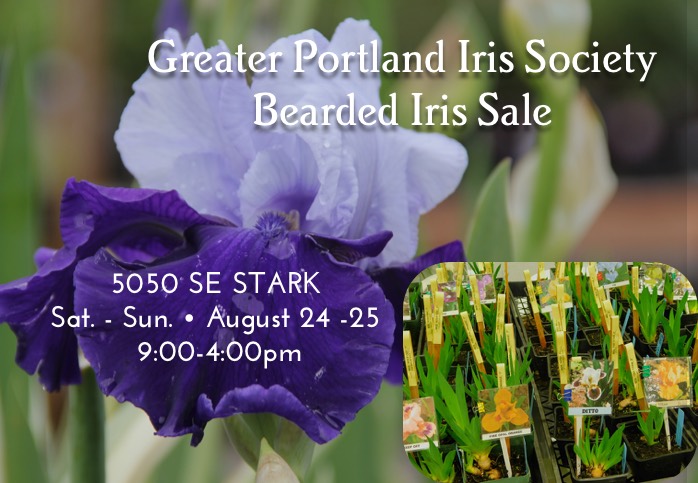 Greater Portland Iris Society
Bearded Iris Sale
5050 SE STARK
Sat. - Sun. • August 24 -25
9:00-4:00pm
DITTO